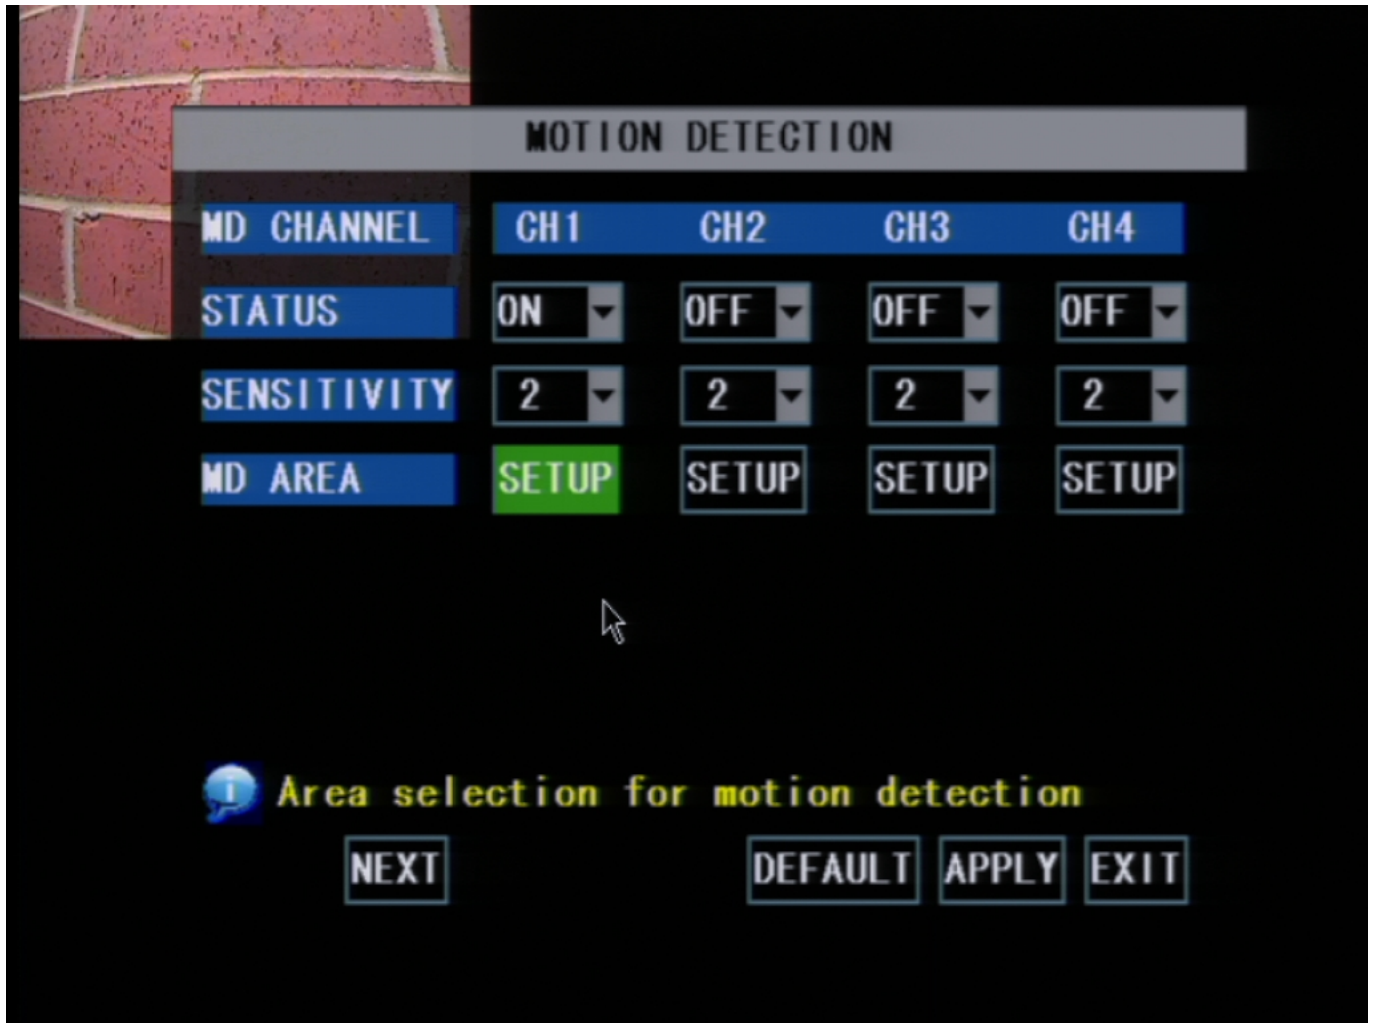 MOTION DETECTION
MD CHANNEL CH1 CH2 CH3 CH4
STATUS ON OFF OFF OFF
SENSITIVITY 2 2 2 2
MD AREA SETUP SETUP SETUP SETUP
i Area selection for motion detection
NEXT DEFAULT APPLY EXIT